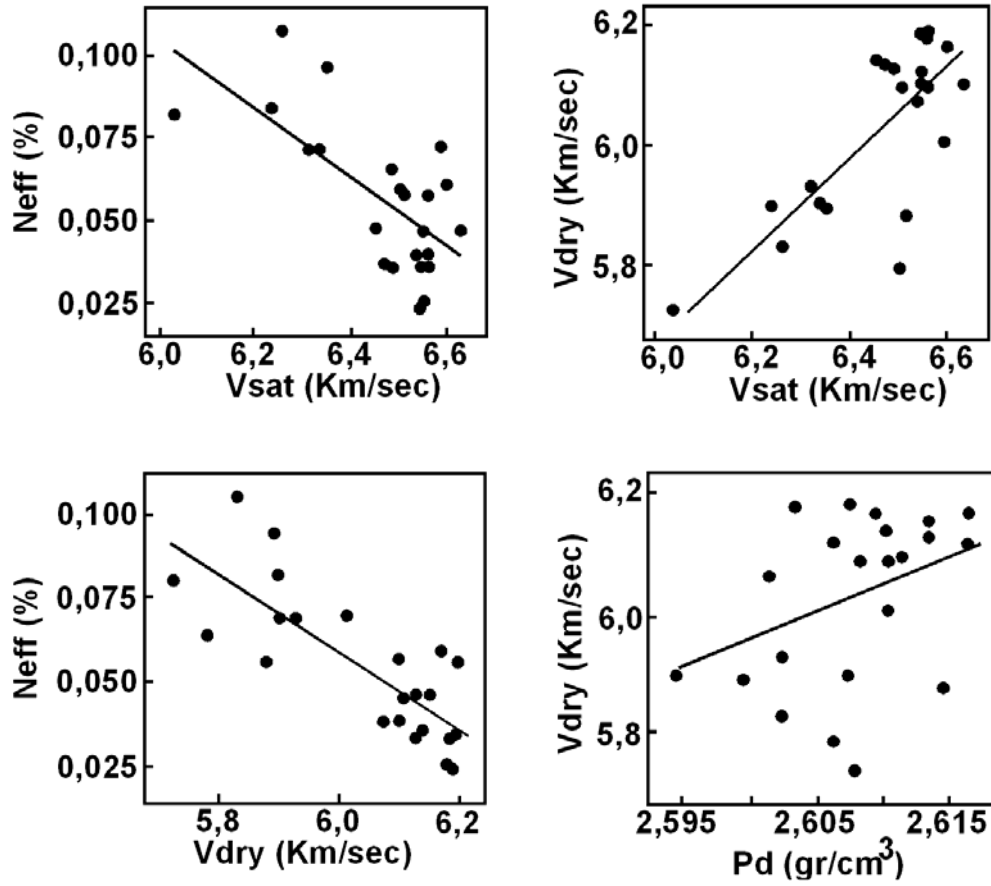 0,100
0,075
0,050
0,025
Neff (%)
6,0 6,2 6,4 6,6
Vsat (Km/sec)
6,2
6,0
5,8
Vdry (Km/sec)
6,0 6,2 6,4 6,6
Vsat (Km/sec)
0,100
0,075
0,050
0,025
Neff (%)
5,8 6,0 6,2
Vdry (Km/sec)
6,2
6,0
5,8
Vdry (Km/sec)
2,595 2,605 2,615
Pd (gr/cm³)